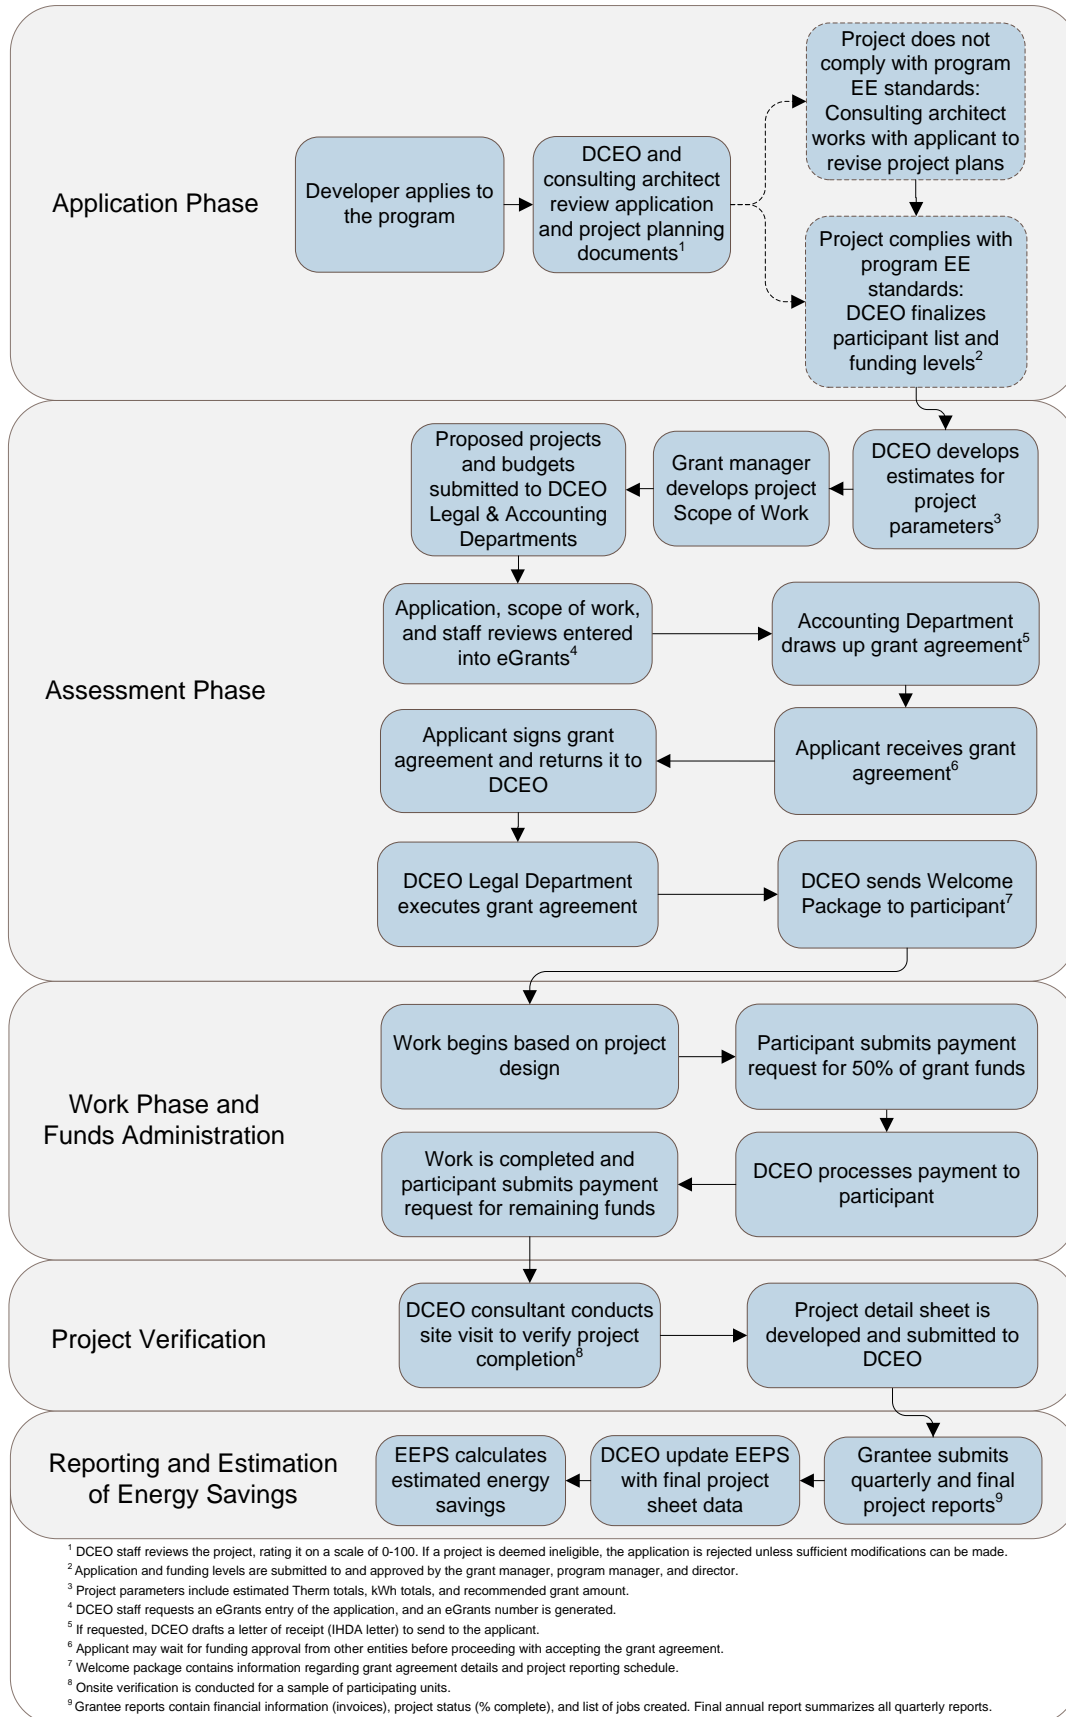 Application Phase
Developer applies to
the program
DCEO and
consulting architect
review application
and project planning
documents¹
Project does not
comply with program
EE standards:
Consulting architect
works with applicant to
revise project plans
Project complies with
program EE
standards:
DCEO finalizes
participant list and
funding levels²
Assessment Phase
DCEO develops
estimates for
project
parameters³
Grant manager
develops project
Scope of Work
Proposed projects
and budgets
submitted to DCEO
Legal & Accounting
Departments
Application, scope of work,
and staff reviews entered
into eGrants⁴
Accounting Department
draws up grant agreement⁵
Applicant receives grant
agreement⁶
Applicant signs grant
agreement and returns it to
DCEO
DCEO Legal Department
executes grant agreement
DCEO sends Welcome
Package to participant⁷
Work Phase and
Funds Administration
Work begins based on project
design
Participant submits payment
request for 50% of grant funds
DCEO processes payment to
participant
Work is completed and
participant submits payment
request for remaining funds
Project Verification
DCEO consultant conducts
site visit to verify project
completion⁸
Project detail sheet is
developed and submitted to
DCEO
Reporting and Estimation
of Energy Savings
Grantee submits
quarterly and final
project reports⁹
DCEO update EEPS
with final project
sheet data
EEPS calculates
estimated energy
savings
¹ DCEO staff reviews the project, rating it on a scale of 0-100. If a project is deemed ineligible, the application is rejected unless sufficient modifications can be made.
² Application and funding levels are submitted to and approved by the grant manager, program manager, and director.
³ Project parameters include estimated Therm totals, kWh totals, and recommended grant amount.
⁴ DCEO staff requests an eGrants entry of the application, and an eGrants number is generated.
⁵ If requested, DCEO drafts a letter of receipt (IHDA letter) to send to the applicant.
⁶ Applicant may wait for funding approval from other entities before proceeding with accepting the grant agreement.
⁷ Welcome package contains information regarding grant agreement details and project reporting schedule.
⁸ Onsite verification is conducted for a sample of participating units.
⁹ Grantee reports contain financial information (invoices), project status (% complete), and list of jobs created. Final annual report summarizes all quarterly reports.